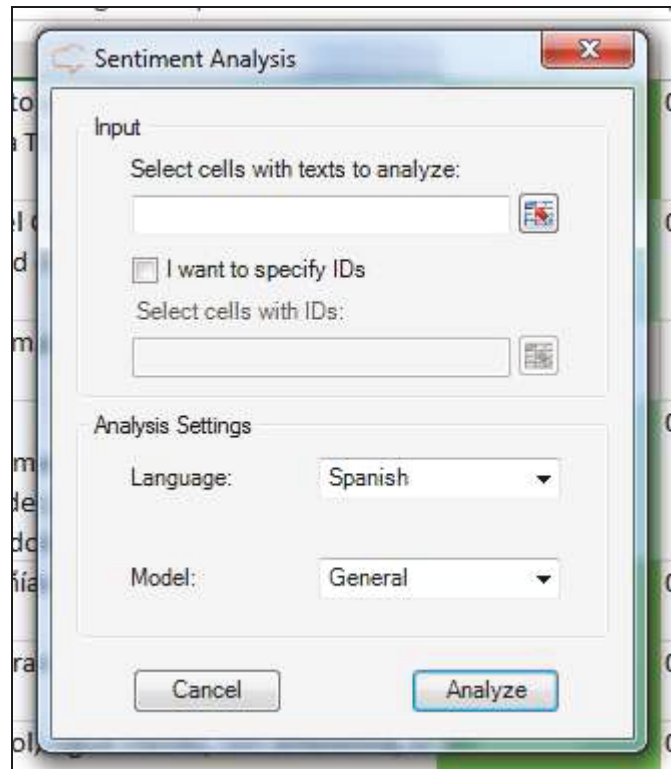 Sentiment Analysis
Input
Select cells with texts to analyze:
I want to specify IDs
Select cells with IDs:
Analysis Settings
Language: Spanish
Model: General
Cancel Analyze